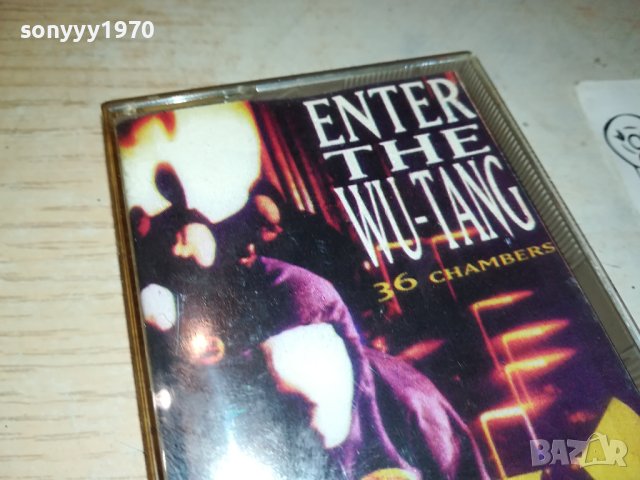 sonyyy1970
ENTER
THE
WU-TANG
36 CHAMBERS
BAZAR